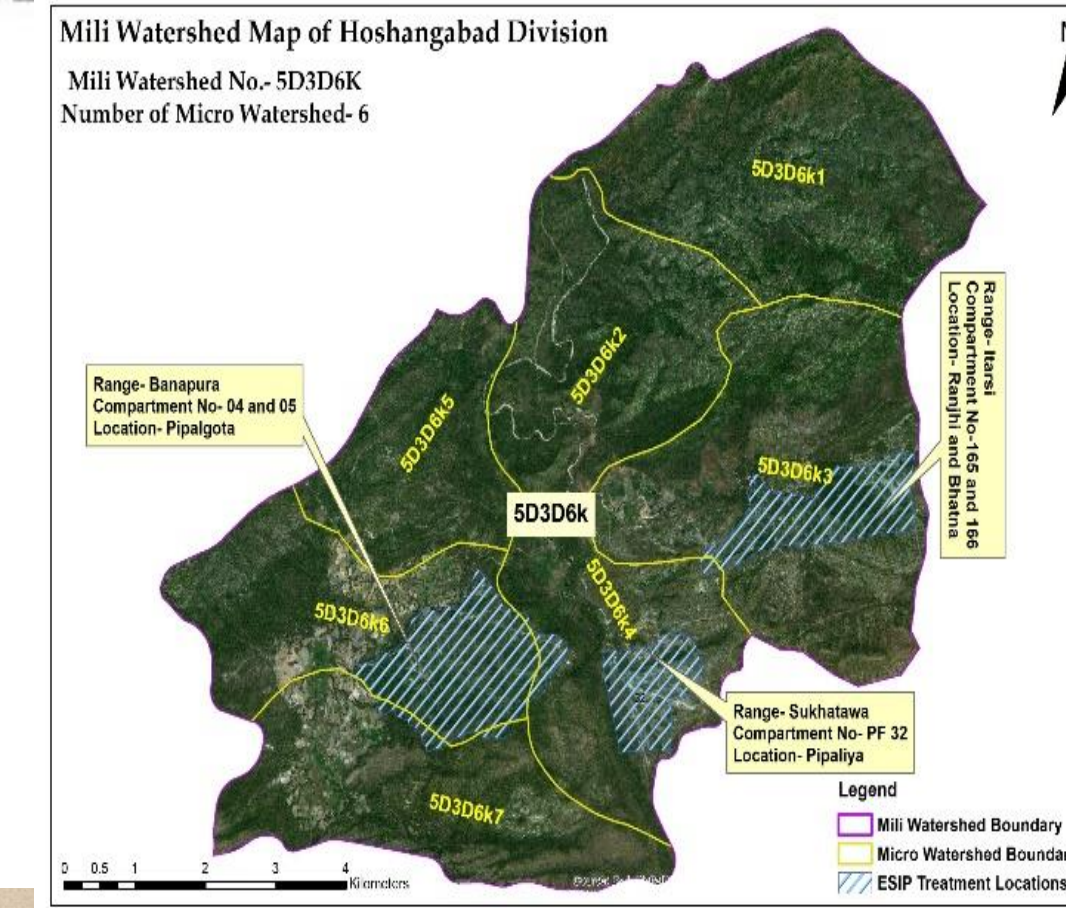 Mili Watershed Map of Hoshangabad Division
Mili Watershed No.- 5D3D6K
Number of Micro Watershed- 6
N
5D3D6k1
Range- Itarsi
Compartment No-165 and 166
Location- Ranjhi and Bhatna
5D3D6k2
Range- Banapura
Compartment No- 04 and 05
Location- Pipalgota
5D3D6k5
5D3D6k3
5D3D6k
5D3D6k4
5D3D6k6
Range- Sukhatawa
Compartment No- PF 32
Location- Pipaliya
5D3D6k7
Legend
Mili Watershed Boundary
Micro Watershed Boundar
ESIP Treatment Locations
0 0.5 1 2 3 4
Kilometers